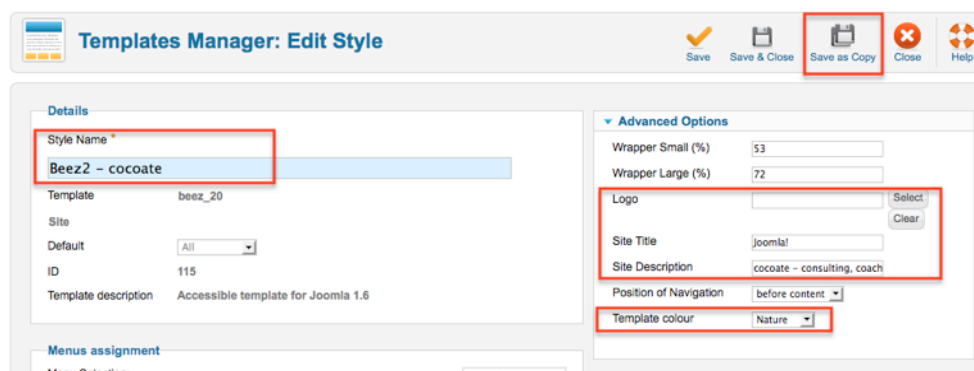 Templates Manager: Edit Style
Save
Save & Close
Save as Copy
Close
Help
Details
Style Name *
Beez2 – cocoate
Template beez_20
Site
Default All
ID 115
Template description Accessible template for Joomla 1.6
Menus assignment
Advanced Options
Wrapper Small (%) 53
Wrapper Large (%) 72
Logo Select
Clear
Site Title Joomla!
Site Description cocoate – consulting, coach
Position of Navigation before content
Template colour Nature